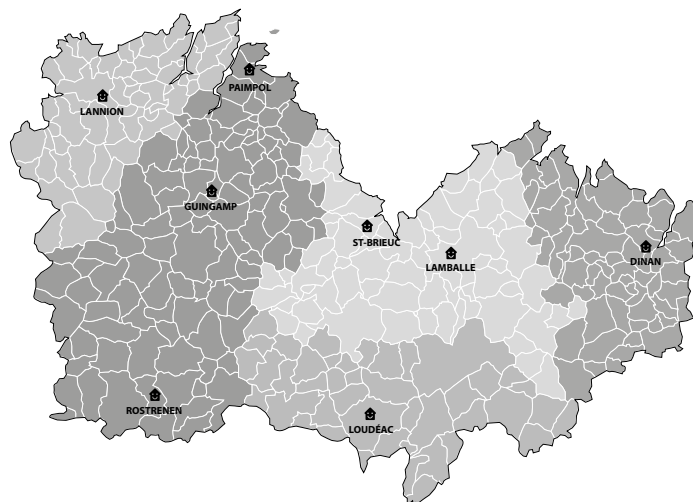 PAIMPOL
LANNION
GUINGAMP
ST-BRIEUC
LAMBALLE
DINAN
ROSTRENEN
LOUDÉAC